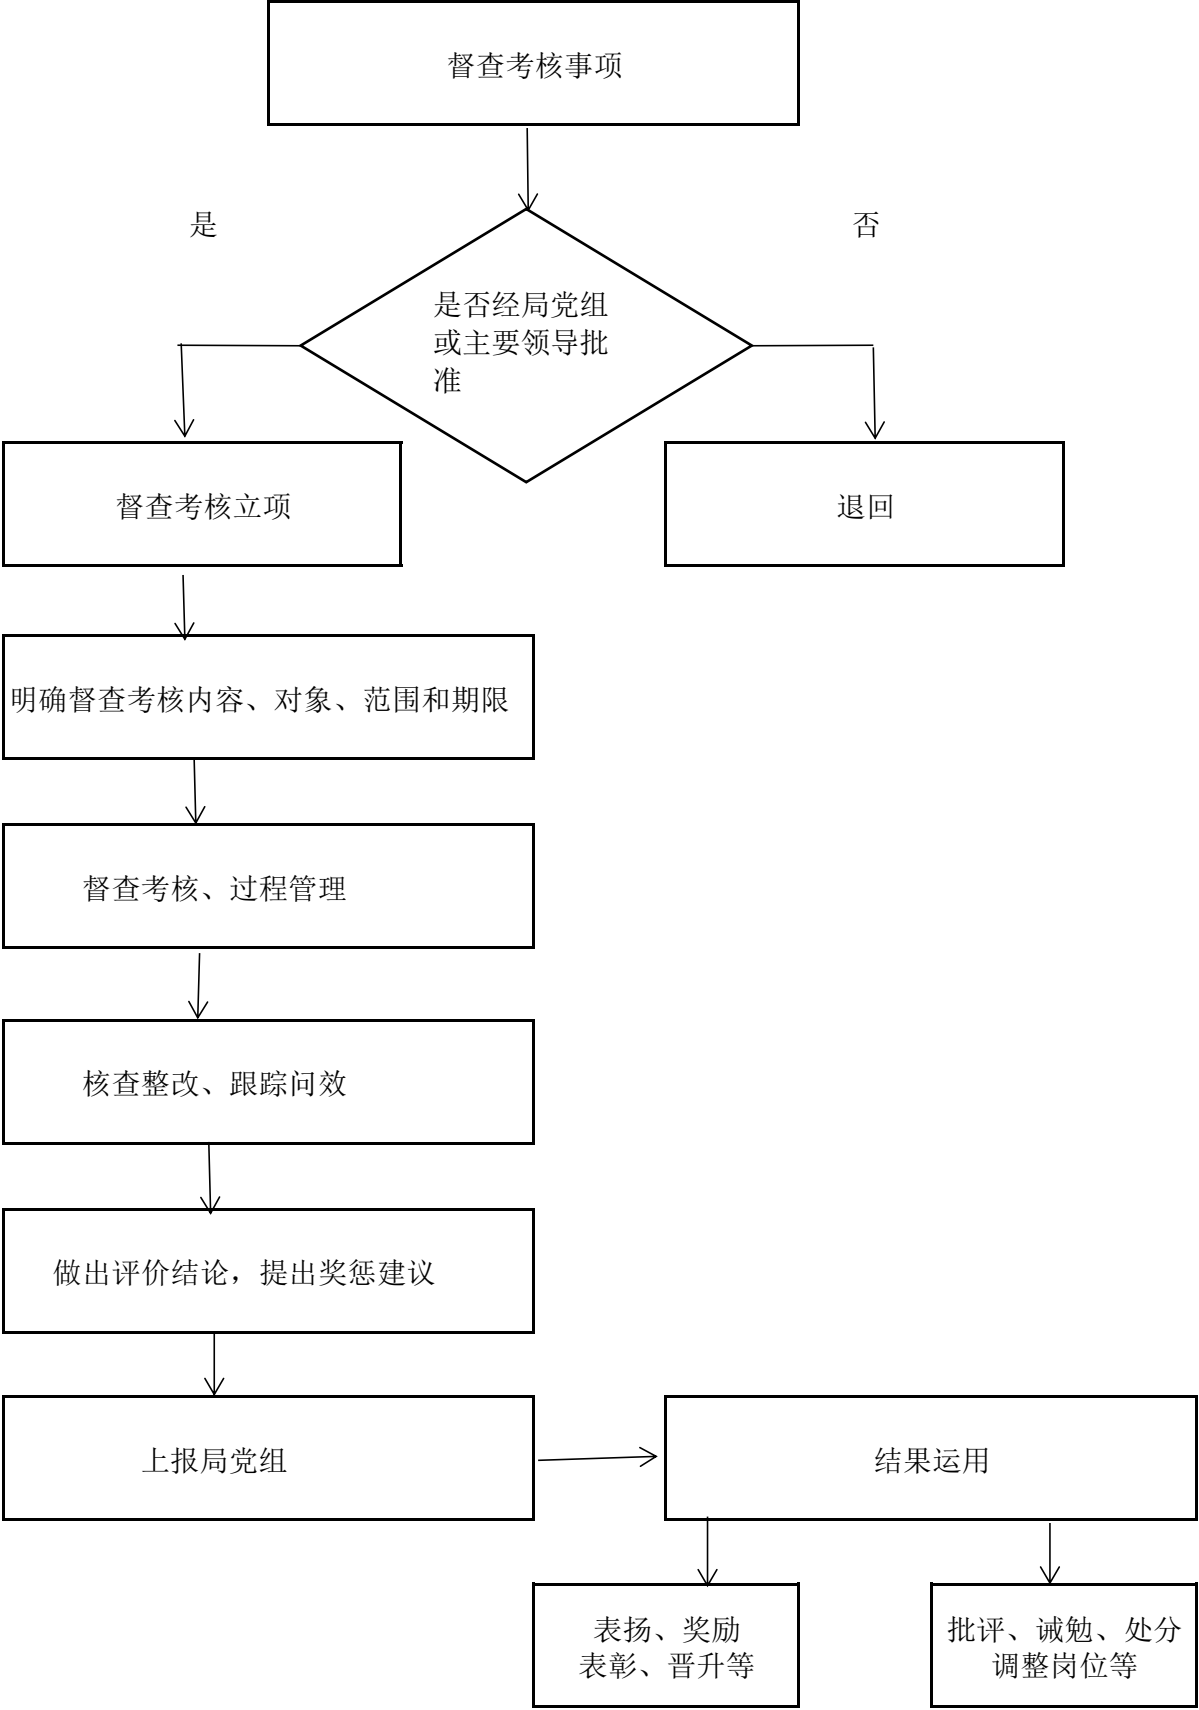 督查考核事项
是
否
是否经局党组
或主要领导批
准
督查考核立项
退回
明确督查考核内容、对象、范围和期限
督查考核、过程管理
核查整改、跟踪问效
做出评价结论，提出奖惩建议
上报局党组
结果运用
表扬、奖励
表彰、晋升等
批评、诫勉、处分
调整岗位等